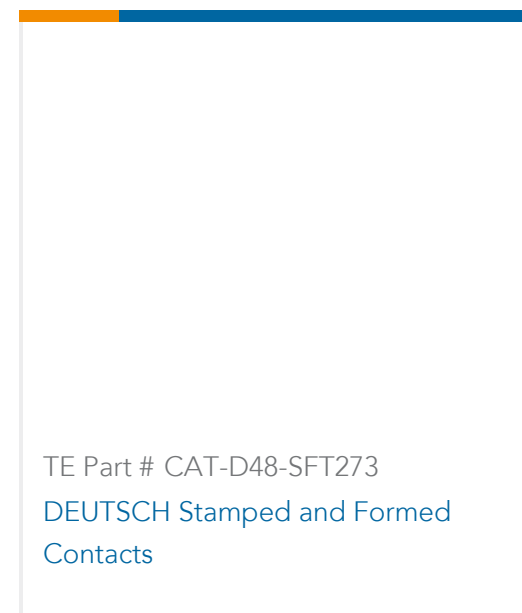 TE Part # CAT-D48-SFT273
DEUTSCH Stamped and Formed
Contacts